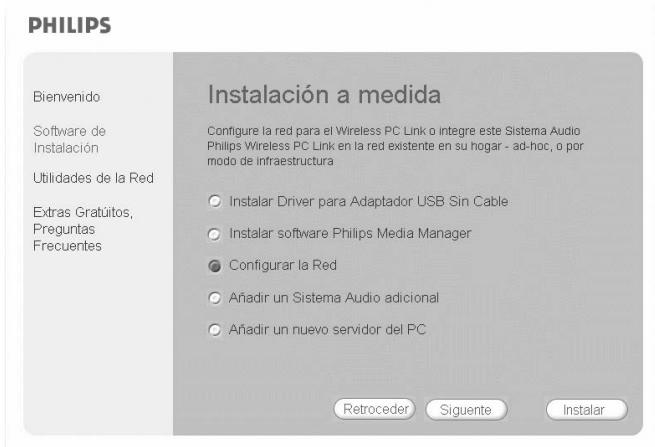 PHILIPS
Bienvenido
Software de
Instalación
Utilidades de la Red
Extras Gratúitos,
Preguntas
Frecuentes
Instalación a medida
Configure la red para el Wireless PC Link o integre este Sistema Audio
Philips Wireless PC Link en la red existente en su hogar - ad-hoc, o por
modo de infraestructura
Instalar Driver para Adaptador USB Sin Cable
Instalar software Philips Media Manager
Configurar la Red
Añadir un Sistema Audio adicional
Añadir un nuevo servidor del PC
Retroceder
Siguente
Instalar